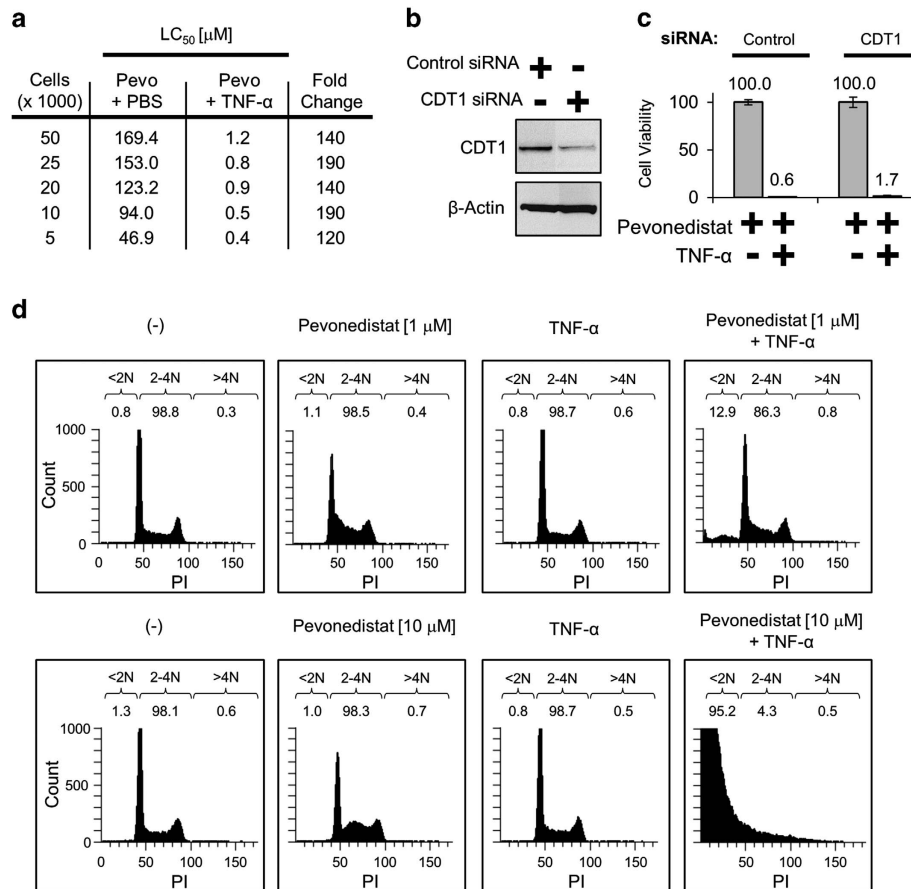 a
LC50 [μM]
Cells (x 1000) Pevo + PBS Pevo + TNF-α Fold Change
50 169.4 1.2 140
25 153.0 0.8 190
20 123.2 0.9 140
10 94.0 0.5 190
5 46.9 0.4 120
b
Control siRNA + -
CDT1 siRNA - +
CDT1
β-Actin
c
siRNA: Control CDT1
100.0 100.0
100
50
0
0.6 1.7
Cell Viability
Pevonedistat + + + +
TNF-α - + - +
d
(-) Pevonedistat [1 μM] TNF-α Pevonedistat [1 μM] + TNF-α
<2N 2-4N >4N <2N 2-4N >4N <2N 2-4N >4N <2N 2-4N >4N
0.8 98.8 0.3 1.1 98.5 0.4 0.8 98.7 0.6 12.9 86.3 0.8
1000
500
0
Count
0 50 100 150 50 100 150 50 100 150 50 100 150
PI PI PI PI
(-) Pevonedistat [10 μM] TNF-α Pevonedistat [10 μM] + TNF-α
<2N 2-4N >4N <2N 2-4N >4N <2N 2-4N >4N <2N 2-4N >4N
1.3 98.1 0.6 1.0 98.3 0.7 0.8 98.7 0.5 95.2 4.3 0.5
1000
500
0
Count
0 50 100 150 50 100 150 50 100 150 50 100 150
PI PI PI PI